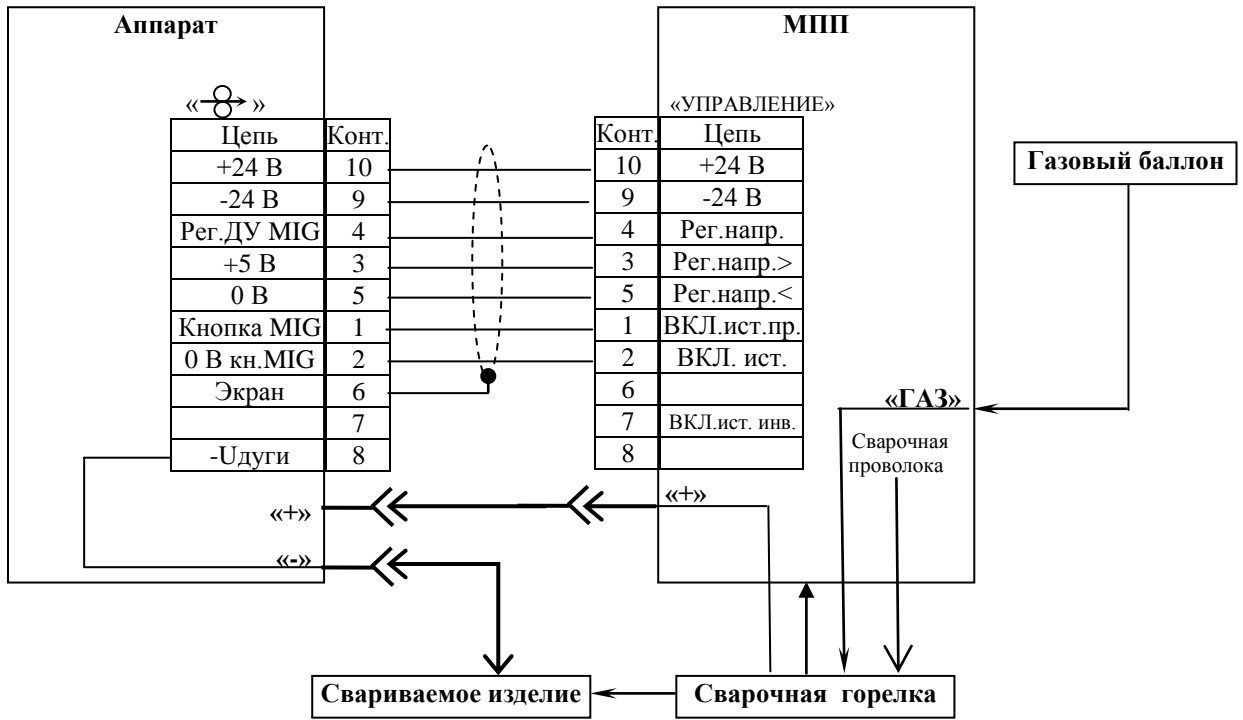 Аппарат
« »
Цепь Конт.
+24 В 10
-24 В 9
Рег.ДУ MIG 4
+5 В 3
0 В 5
Кнопка MIG 1
0 В кн.MIG 2
Экран 6
7
-Uдуги 8
«+»
«-»
МПП
«УПРАВЛЕНИЕ»
Конт. Цепь
10 +24 В
9 -24 В
4 Рег.напр.
3 Рег.напр.>
5 Рег.напр.<
1 ВКЛ.ист.пр.
2 ВКЛ. ист.
6
7 ВКЛ.ист. инв.
8
«+»
«ГАЗ»
Сварочная
проволока
Газовый баллон
Свариваемое изделие
Сварочная горелка